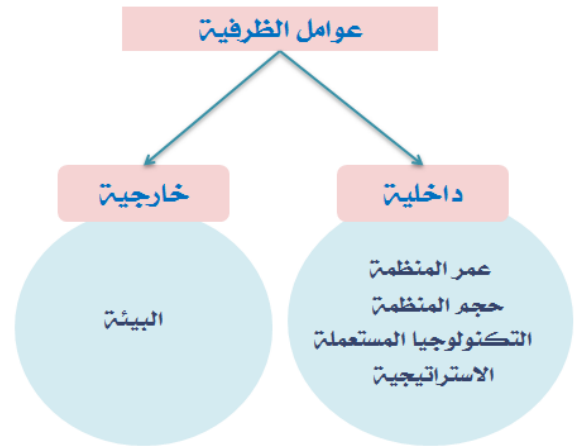 عوامل الظرفية
داخلية
عمر المنظمة
حجم المنظمة
التكنولوجيا المستعملة
الاستراتيجية
خارجية
البيئة